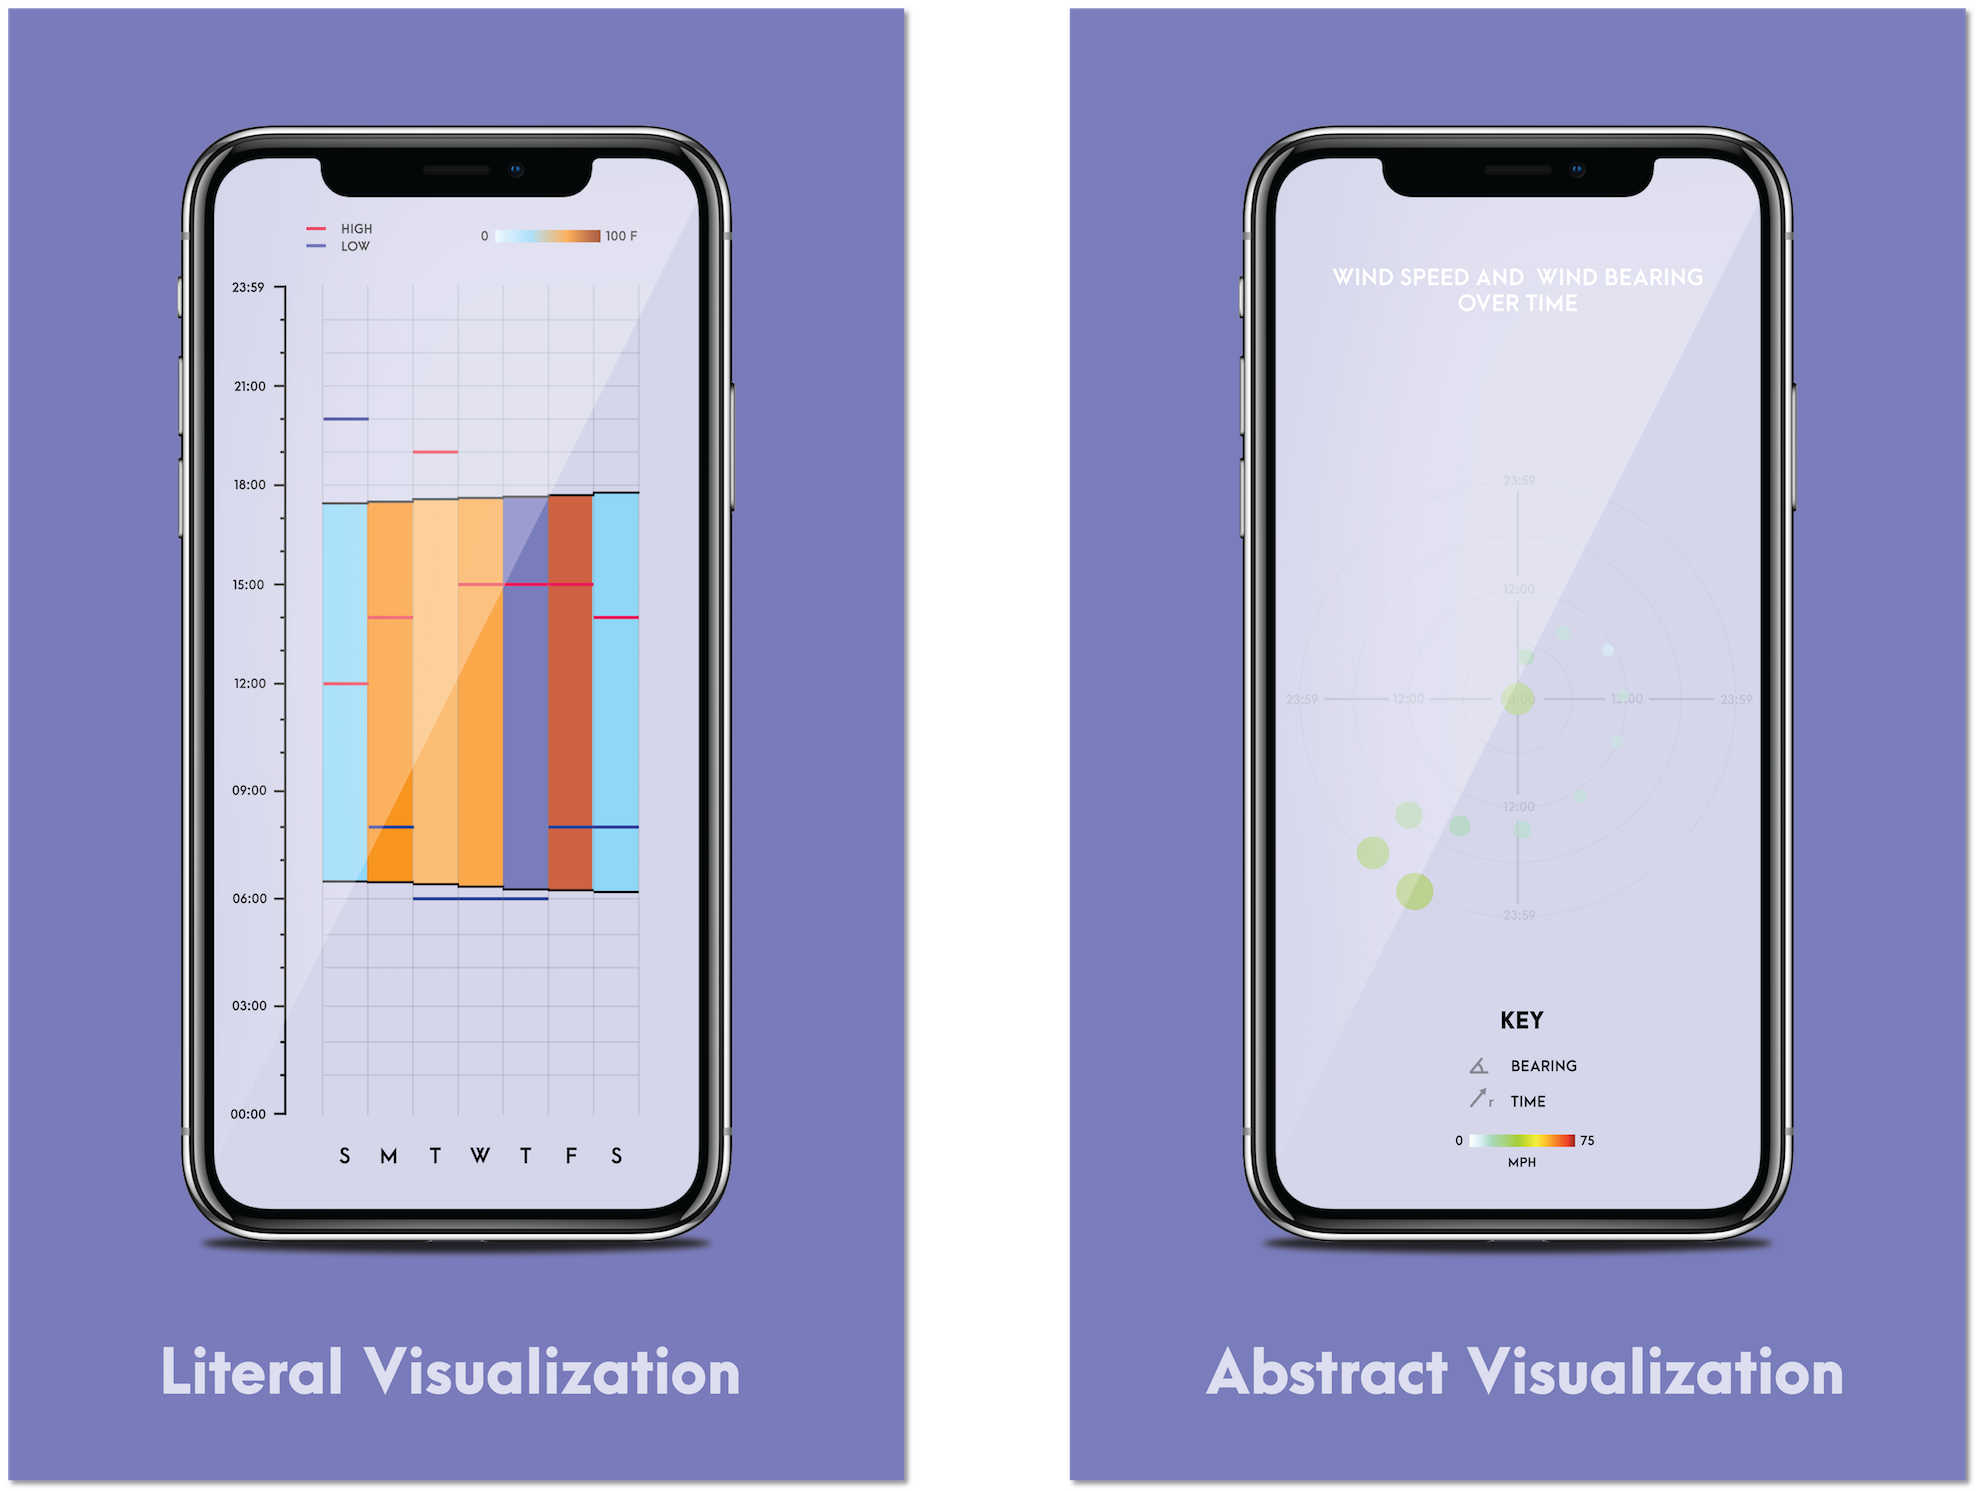 HIGH
LOW
0
100 F
23:59
21:00
18:00
15:00
12:00
09:00
06:00
03:00
00:00
S M T W T F S
Literal Visualization
WIND SPEED AND WIND BEARING
OVER TIME
23:59
12:00
23:59 12:00 12:00 23:59
12:00
23:59
KEY
BEARING
r TIME
0 75
MPH
Abstract Visualization